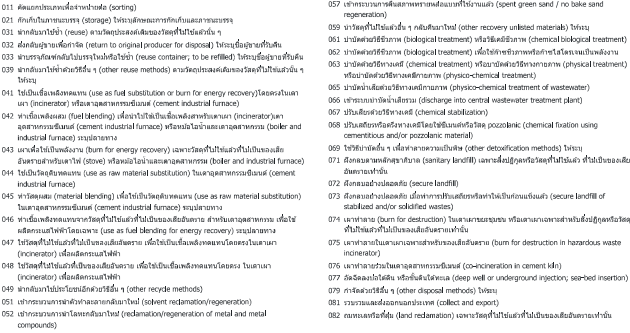 011 คัดแยกประเภทเพื่อจำหน่ายต่อ (sorting)
021 กักเก็บในภาชนะบรรจุ (storage) ให้ระบุลักษณะการกักเก็บและภาชนะบรรจุ
031 นำกลับมาใช้ซ้ำ (reuse) ตามวัตถุประสงค์เดิมของวัสดุที่ไม่ใช้แล้วนั้น ๆ
032 ส่งกลับผู้ขายเพื่อกำจัด (return to original producer for disposal) ให้ระบุชื่อผู้ขายที่รับคืน
033 นำบรรจุภัณฑ์กลับไปบรรจุใหม่หรือใช้ซ้ำ (reuse container; to be refilled) ให้ระบุชื่อผู้ขายที่รับคืน
039 นำกลับมาใช้ซ้ำด้วยวิธีอื่น ๆ (other reuse methods) ตามวัตถุประสงค์เดิมของวัสดุที่ไม่ใช้แล้วนั้น ๆ
ให้ระบุ
041 ใช้เป็นเชื้อเพลิงทดแทน (use as fuel substitution or burn for energy recovery)โดยตรงในเตา
เผา (incinerator) หรือเตาอุตสาหกรรมซีเมนต์ (cement industrial furnace)
042 ทำเชื้อเพลิงผสม (fuel blending) เพื่อนำไปใช้เป็นเชื้อเพลิงสำหรับเตาเผา (incinerator)เตา
อุตสาหกรรมซีเมนต์ (cement industrial furnace) หรือหม้อไอน้ำและเตาอุตสาหกรรม (boiler and
industrial furnace) ระบุปลายทาง
043 เผาเพื่อใช้เป็นพลังงาน (burn for energy recovery) เฉพาะวัสดุที่ไม่ใช้แล้วที่ไม่เป็นของเสีย
อันตรายสำหรับเตาไฟ (stove) หรือหม้อไอน้ำและเตาอุตสาหกรรม (boiler and industrial furnace)
044 ใช้เป็นวัตถุดิบทดแทน (use as raw material substitution) ในเตาอุตสาหกรรมซีเมนต์ (cement
industrial furnace)
045 ทำวัสดุผสม (material blending) เพื่อใช้เป็นวัตถุดิบทดแทน (use as raw material substitution)
ในเตาอุตสาหกรรมซีเมนต์ (cement industrial furnace) ระบุปลายทาง
046 ทำเชื้อเพลิงทดแทนจากวัสดุที่ไม่ใช้แล้วที่ไม่เป็นของเสียอันตราย สำหรับเตาอุตสาหกรรม เพื่อใช้
ผลิตกระแสไฟฟ้าโดยเฉพาะ (use as fuel blending for energy recovery) ระบุปลายทาง
047 ใช้วัสดุที่ไม่ใช้แล้วที่ไม่เป็นของเสียอันตราย เพื่อใช้เป็นเชื้อเพลิงทดแทนโดยตรง ในเตาเผา
(incinerator) เพื่อผลิตกระแสไฟฟ้า
048 ใช้วัสดุที่ไม่ใช้แล้วที่เป็นของเสียอันตราย เพื่อใช้เป็นเชื้อเพลิงทดแทนโดยตรง ในเตาเผา
(incinerator) เพื่อผลิตกระแสไฟฟ้า
049 นำกลับมาใช้ประโยชน์อีกด้วยวิธีอื่น ๆ (other recycle methods)
051 เข้ากระบวนการนำตัวทำละลายกลับมาใหม่ (solvent reclamation/regeneration)
052 เข้ากระบวนการนำโลหะกลับมาใหม่ (reclamation/regeneration of metal and metal
compounds)
057 เข้ากระบวนการคืนสภาพทรายหล่อแบบที่ใช้งานแล้ว (spent green sand / no bake sand
regeneration)
059 นำวัสดุที่ไม่ใช้แล้วอื่น ๆ กลับคืนมาใหม่ (other recovery unlisted materials) ให้ระบุ
061 บำบัดด้วยวิธีชีวภาพ (biological treatment) หรือวิธีเคมีชีวภาพ (chemical biological treatment)
062 บำบัดด้วยวิธีชีวภาพ (biological treatment) เพื่อใช้ก๊าซชีวภาพหรือก๊าซไฮโดรเจนเป็นพลังงาน
063 บำบัดด้วยวิธีทางเคมี (chemical treatment) หรือบำบัดด้วยวิธีทางกายภาพ (physical treatment)
หรือบำบัดด้วยวิธีทางเคมีกายภาพ (physico-chemical treatment)
065 บำบัดน้ำเสียด้วยวิธีทางเคมีกายภาพ (physico-chemical treatment of wastewater)
066 เข้าระบบบำบัดน้ำเสียรวม (discharge into central wastewater treatment plant)
067 ปรับเสถียรด้วยวิธีทางเคมี (chemical stabilization)
068 ปรับเสถียรหรือตรึงทางเคมีโดยใช้ซีเมนต์หรือวัสดุ pozzolanic (chemical fixation using
cementitious and/or pozzolanic material)
069 ใช้วิธีบำบัดอื่น ๆ เพื่อทำลายความเป็นพิษ (other detoxification methods) ให้ระบุ
071 ฝังกลบตามหลักสุขาภิบาล (sanitary landfill) เฉพาะสิ่งปฏิกูลหรือวัสดุที่ไม่ใช้แล้ว ที่ไม่เป็นของเสีย
อันตรายเท่านั้น
072 ฝังกลบอย่างปลอดภัย (secure landfill)
073 ฝังกลบอย่างปลอดภัย เมื่อทำการปรับเสถียรหรือทำให้เป็นก้อนแข็งแล้ว (secure landfill of
stabilized and/or solidified wastes)
074 เผาทำลาย (burn for destruction) ในเตาเผาขยะชุมชน หรือเตาเผาเฉพาะสำหรับสิ่งปฏิกูลหรือวัสดุ
ที่ไม่ใช้แล้วที่ไม่เป็นของเสียอันตรายเท่านั้น
075 เผาทำลายในเตาเผาเฉพาะสำหรับของเสียอันตราย (burn for destruction in hazardous waste
incinerator)
076 เผาทำลายร่วมในเตาอุตสาหกรรมซีเมนต์ (co-incineration in cement kiln)
077 อัดฉีดลงบ่อใต้ดิน หรือชั้นดินใต้ทะเล (deep well or underground injection; sea-bed insertion)
079 กำจัดด้วยวิธีอื่น ๆ (other disposal methods) ให้ระบุ
081 รวบรวมและส่งออกนอกประเทศ (collect and export)
082 ถมทะเลหรือที่ลุ่ม (land reclamation) เฉพาะวัสดุที่ไม่ใช้แล้วที่ไม่เป็นของเสียอันตรายเท่านั้น